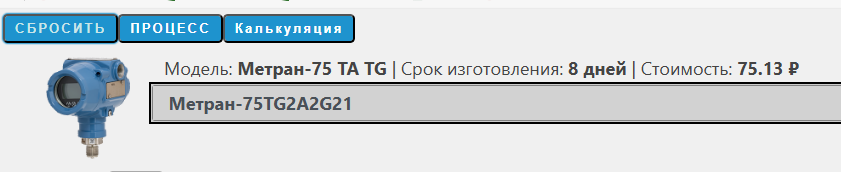 СБРОСИТЬ ПРОЦЕСС Калькуляция
Модель: Метран-75 TA TG | Срок изготовления: 8 дней | Стоимость: 75.13 ₽
Метран-75TG2A2G21